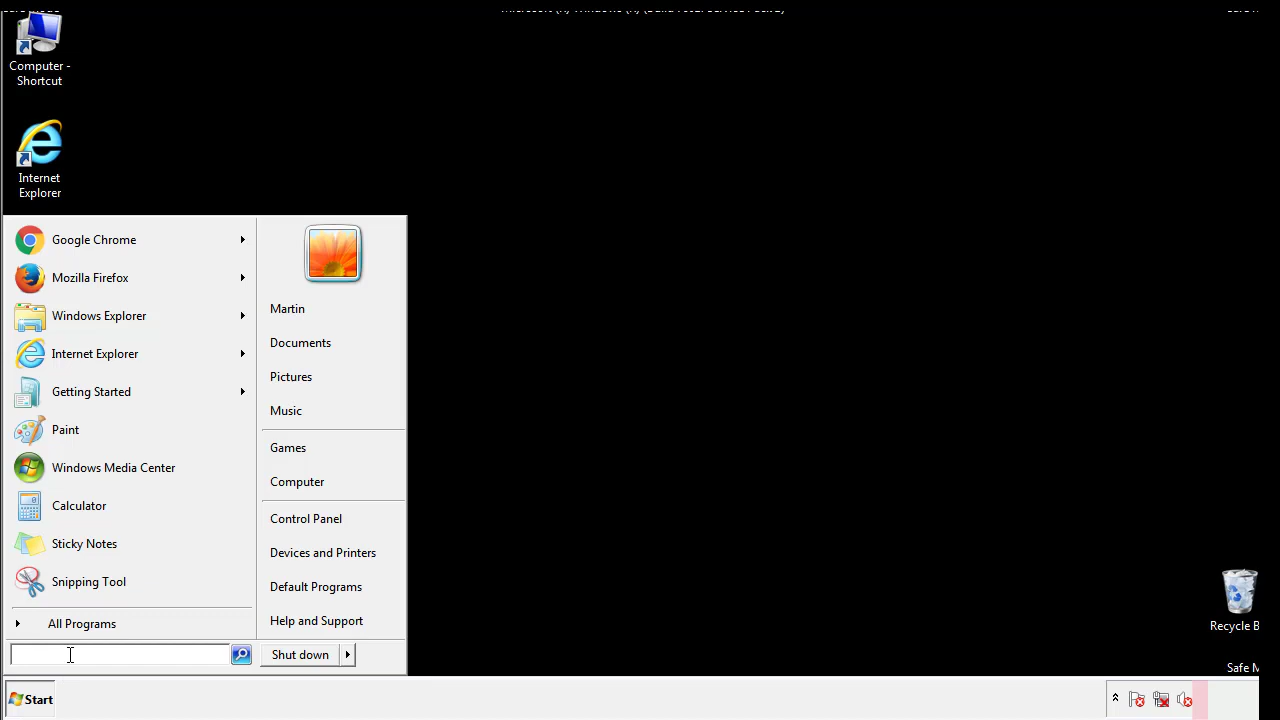 Computer -
Shortcut
Internet
Explorer
Google Chrome
Mozilla Firefox
Windows Explorer
Internet Explorer
Getting Started
Paint
Windows Media Center
Calculator
Sticky Notes
Snipping Tool
All Programs
Martin
Documents
Pictures
Music
Games
Computer
Control Panel
Devices and Printers
Default Programs
Help and Support
Shut down
Recycle B
Safe M
Start